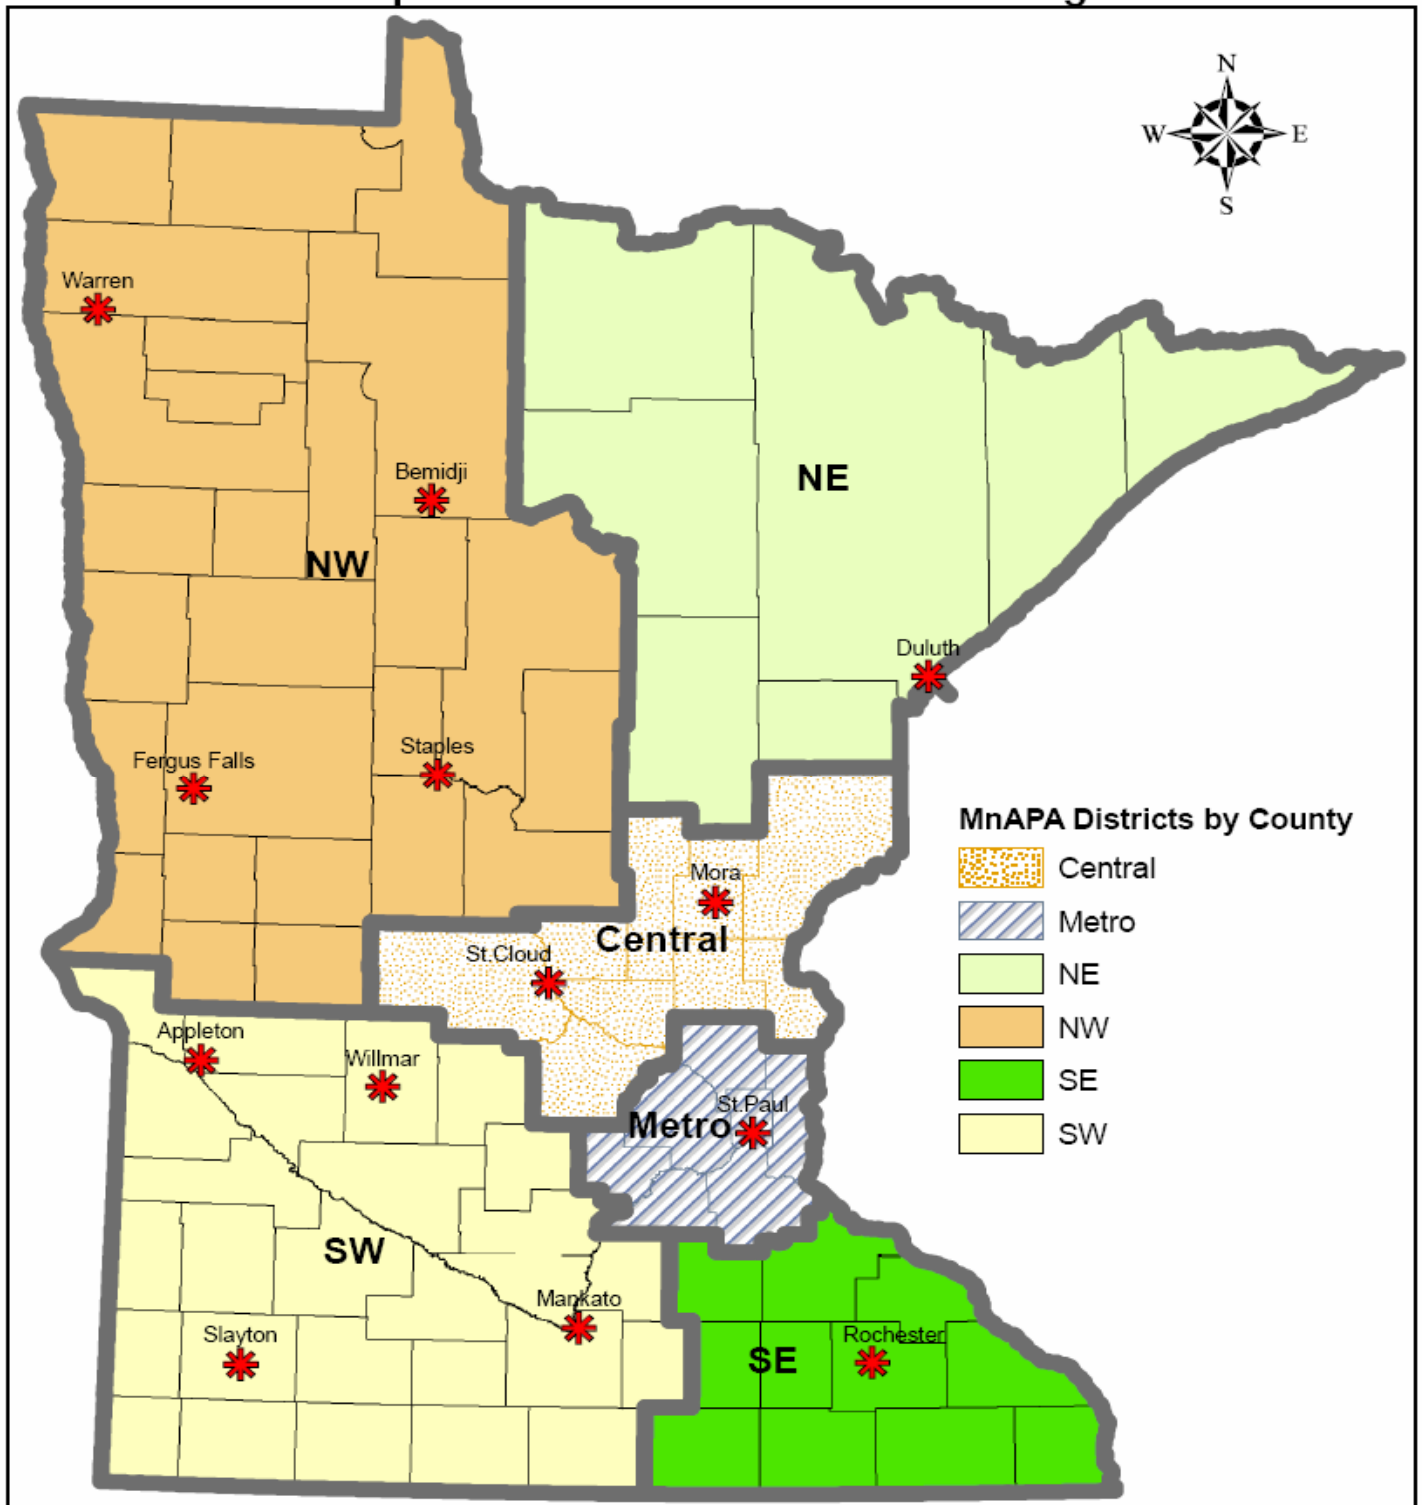 N
W E
S
Warren
Bemidji
NE
NW
Duluth
Staples
Fergus Falls
MnAPA Districts by County
Central
Metro
NE
NW
SE
SW
Mora
Central
St.Cloud
Appleton
Willmar
St.Paul
Metro
SW
Mankato
Slayton
Rochester
SE